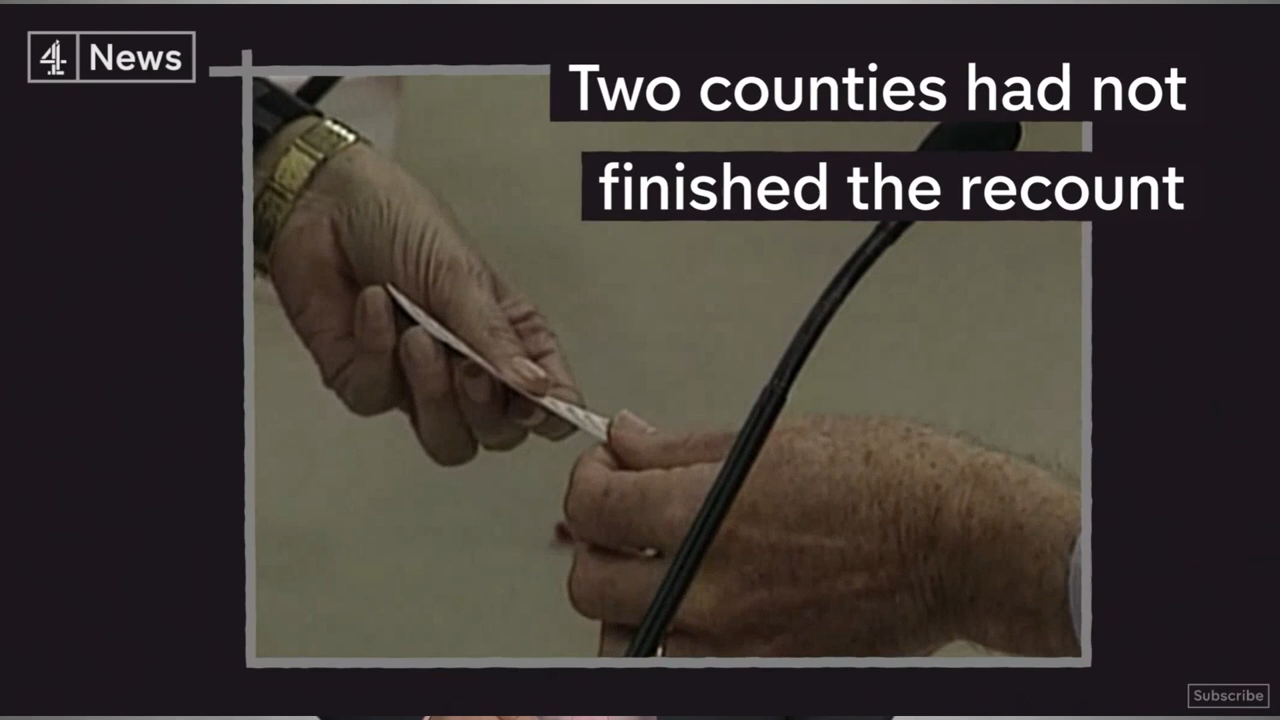 4 News
Two counties had not
finished the recount
Subscribe